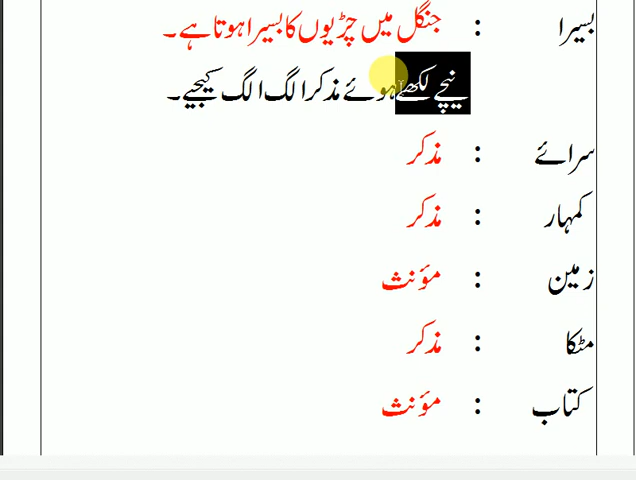 بسیرا : جنگل میں چڑیوں کا بسیرا ہوتا ہے۔
نیچے لکھے ہوئے مذکر الگ الگ کیجیے۔
سرائے : مذکر
کمہار : مذکر
زمین : مؤنث
مٹکا : مذکر
کتاب : مؤنث